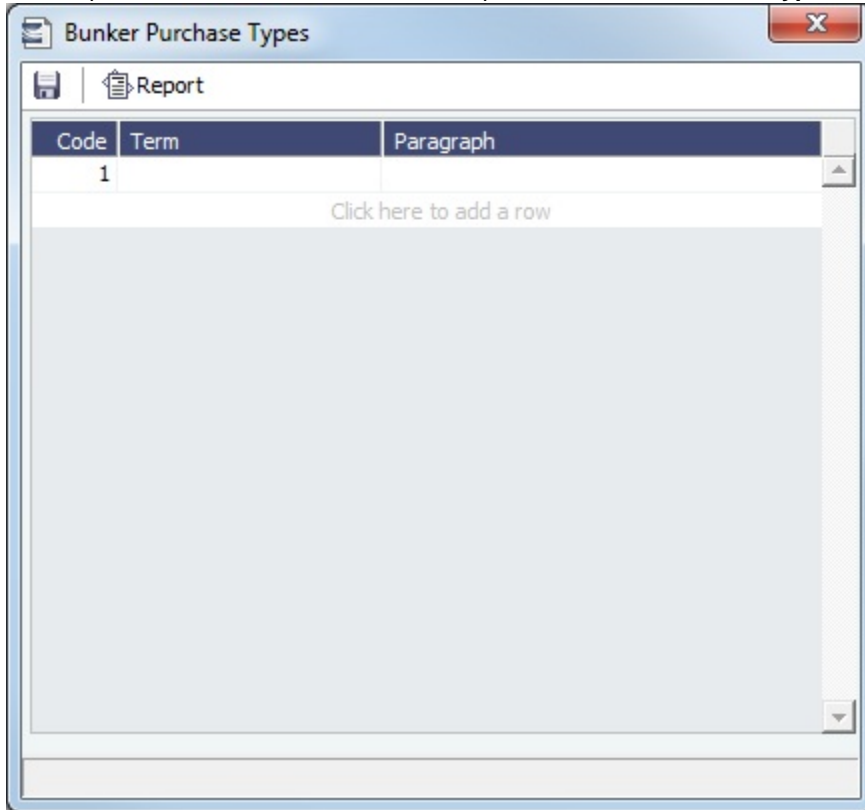 Bunker Purchase Types
Report
Code Term Paragraph
1
Click here to add a row